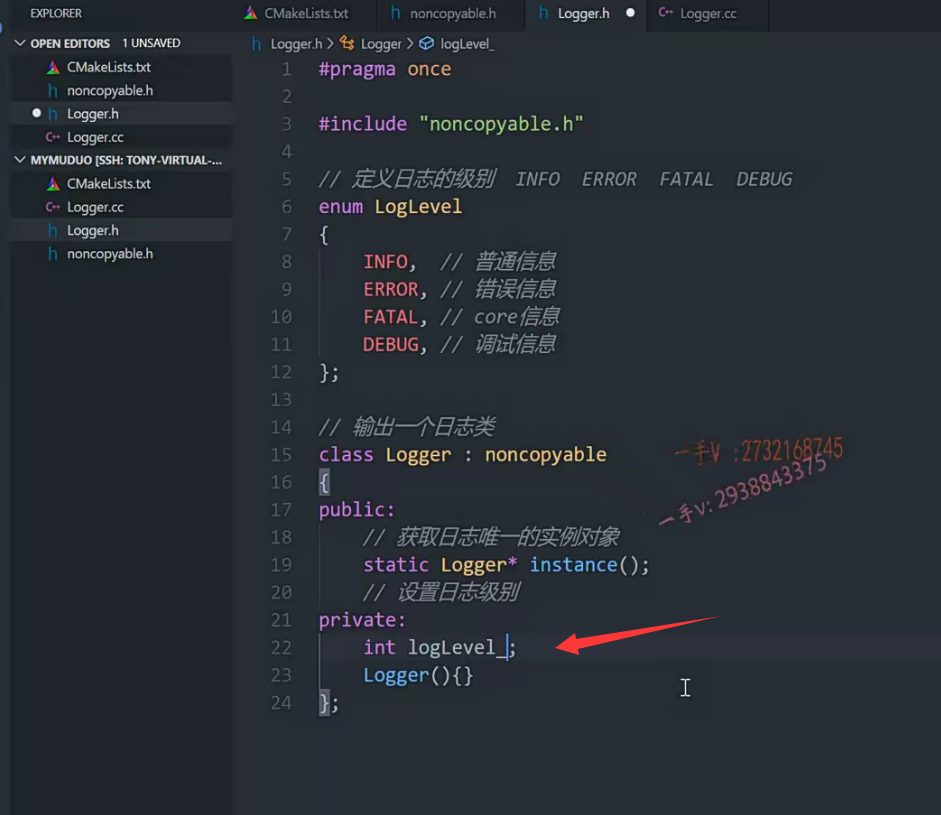 EXPLORER
CMakeLists.txt
noncopyable.h
Logger.h
Logger.cc
OPEN EDITORS 1 UNSAVED
CMakeLists.txt
noncopyable.h
Logger.h
Logger.cc
MYMUDUO [SSH: TONY-VIRTUAL-...
CMakeLists.txt
Logger.cc
Logger.h
noncopyable.h
Logger.h > Logger > logLevel_
1 #pragma once
2
3 #include "noncopyable.h"
4
5 // 定义日志的级别 INFO ERROR FATAL DEBUG
6 enum LogLevel
7 {
8 INFO, // 普通信息
9 ERROR, // 错误信息
10 FATAL, // core信息
11 DEBUG, // 调试信息
12 };
13
14 // 输出一个日志类
15 class Logger : noncopyable
16 {
17 public:
18 // 获取日志唯一的实例对象
19 static Logger* instance();
20 // 设置日志级别
21 private:
22 int logLevel_;
23 Logger(){}
24 };
一手V :2732168745
一手v: 2938843375